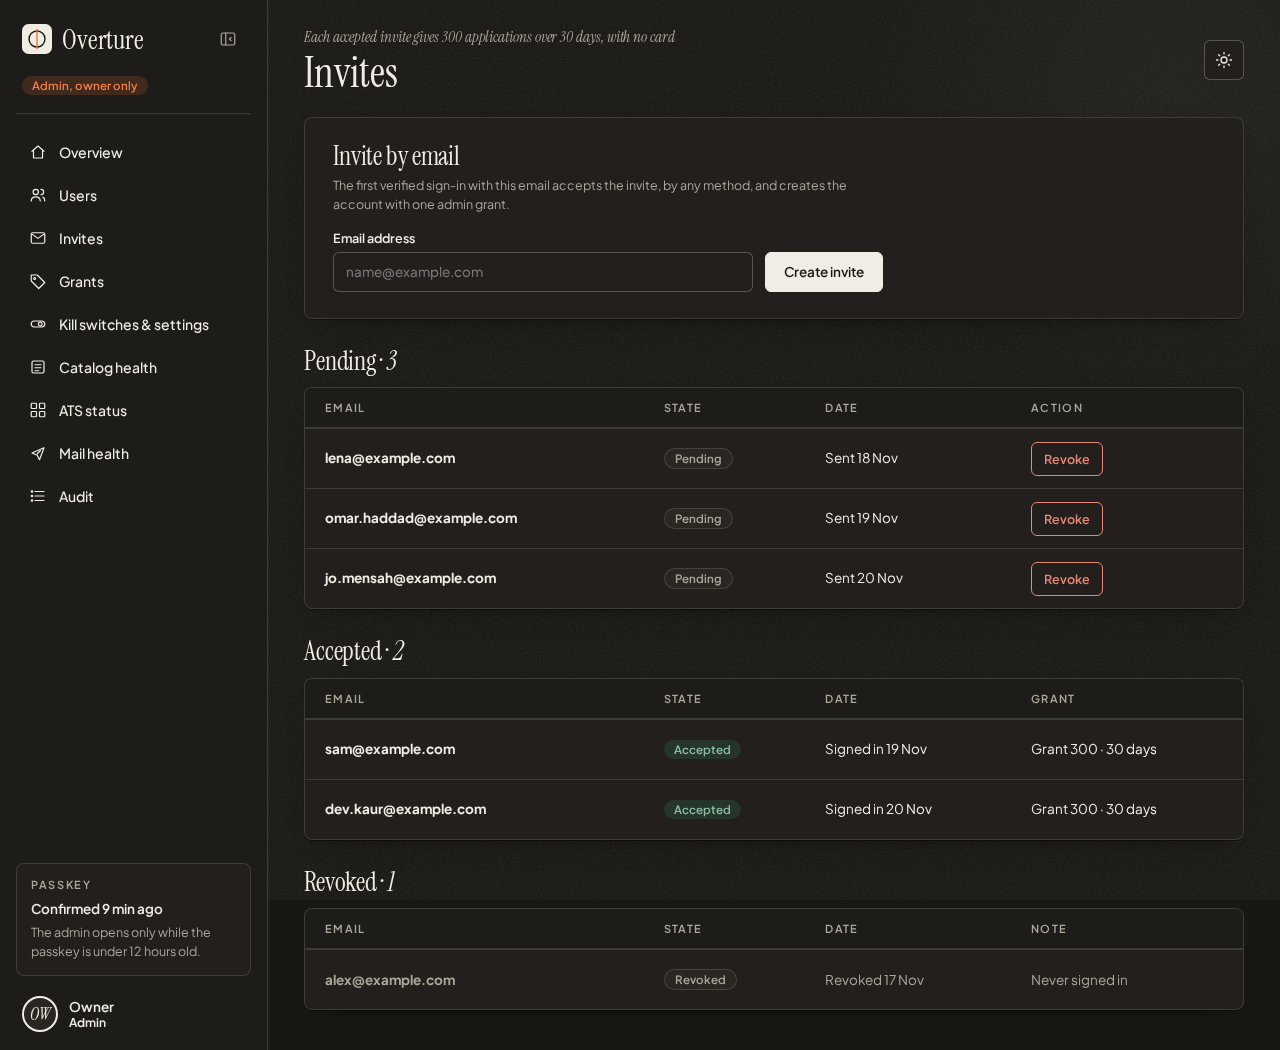 Overture
Admin, owner only
Overview
Users
Invites
Grants
Kill switches & settings
Catalog health
ATS status
Mail health
Audit
PASSKEY
Confirmed 9 min ago
The admin opens only while the
passkey is under 12 hours old.
OW
Owner
Admin
Each accepted invite gives 300 applications over 30 days, with no card
Invites
Invite by email
The first verified sign-in with this email accepts the invite, by any method, and creates the
account with one admin grant.
Email address
name@example.com
Create invite
Pending · 3
EMAIL STATE DATE ACTION
lena@example.com Pending Sent 18 Nov Revoke
omar.haddad@example.com Pending Sent 19 Nov Revoke
jo.mensah@example.com Pending Sent 20 Nov Revoke
Accepted · 2
EMAIL STATE DATE GRANT
sam@example.com Accepted Signed in 19 Nov Grant 300 · 30 days
dev.kaur@example.com Accepted Signed in 20 Nov Grant 300 · 30 days
Revoked · 1
EMAIL STATE DATE NOTE
alex@example.com Revoked Revoked 17 Nov Never signed in